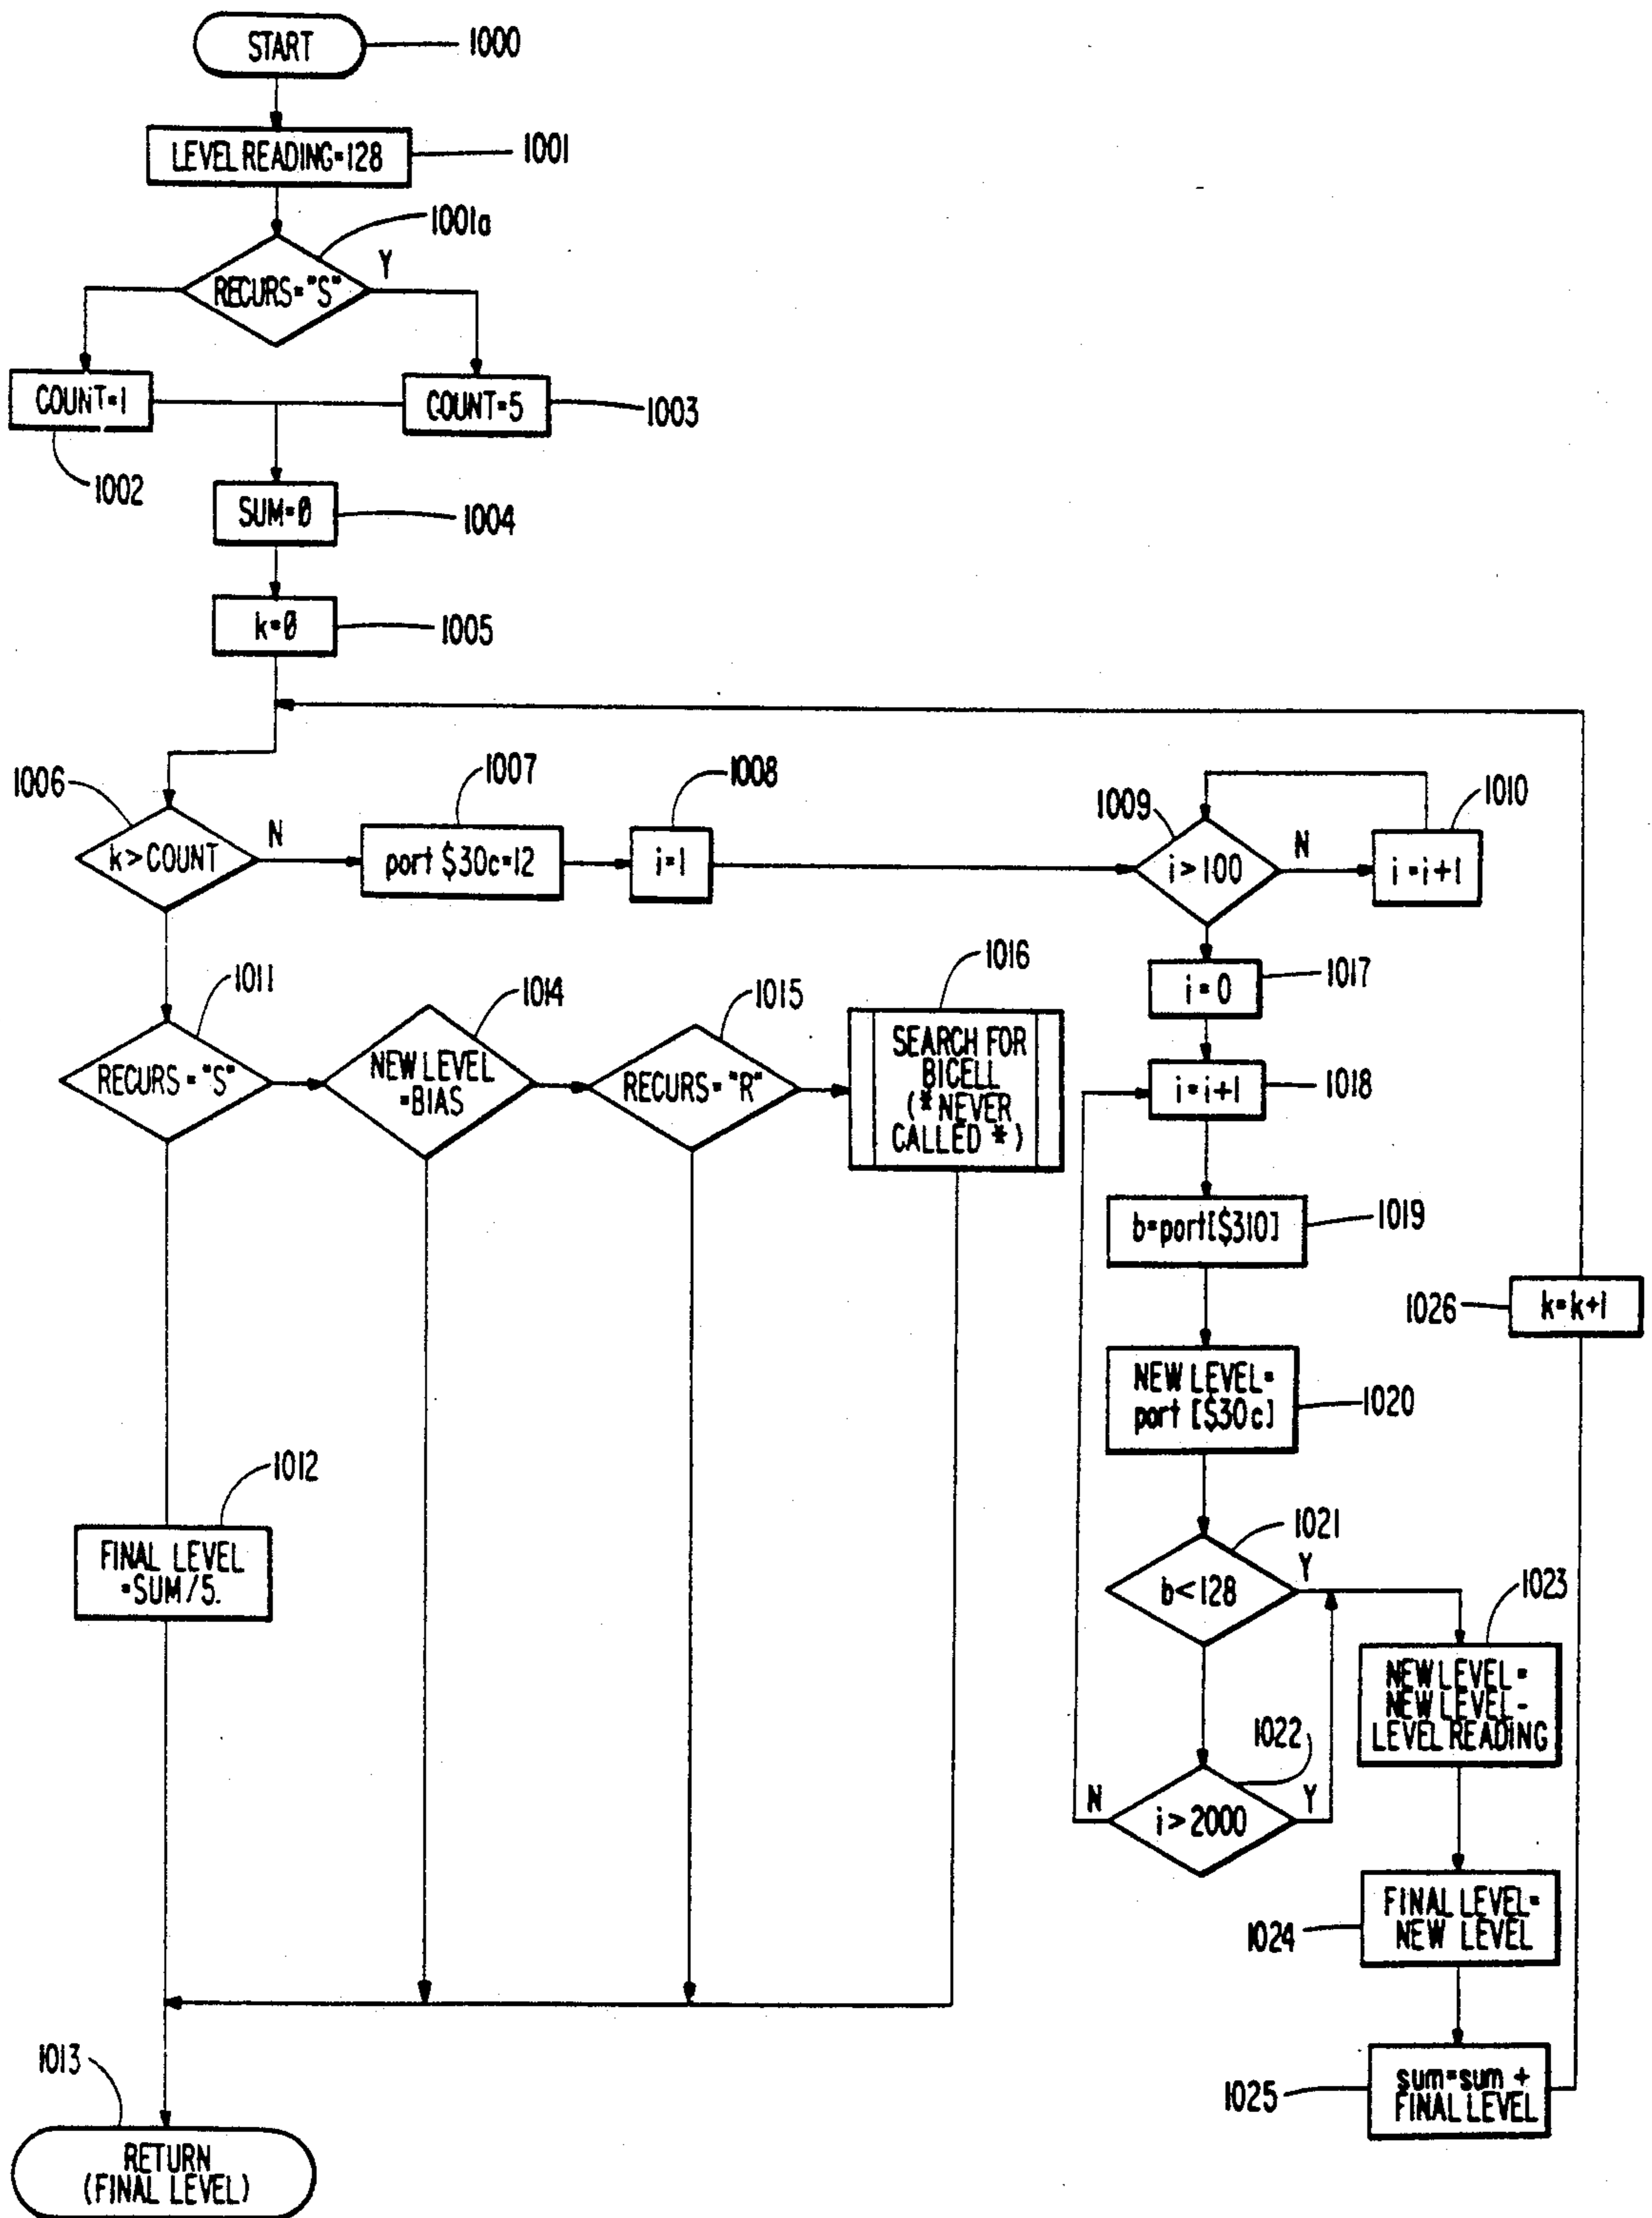 START
1000
LEVEL READING=128
1001
1001a
RECURS="S"
Y
COUNT=1
COUNT=5
1003
1002
SUM=0
1004
k=0
1005
1006
k>COUNT
N
1007
port $30c=12
1008
i=1
1009
i>100
N
1010
i=i+1
1011
RECURS="S"
1014
NEW LEVEL
=BIAS
1015
RECURS="R"
1016
SEARCH FOR
BICELL
(*NEVER
CALLED *)
i=0
1017
i=i+1
1018
b=port[$310]
1019
1026
k=k+1
NEW LEVEL=
port [$30c]
1020
1012
FINAL LEVEL
=SUM/5.
1021
b<128
Y
1023
NEW LEVEL=
NEW LEVEL-
LEVEL READING
1022
N
i>2000
Y
1024
FINAL LEVEL=
NEW LEVEL
1025
sum=sum +
FINAL LEVEL
1013
RETURN
(FINAL LEVEL)